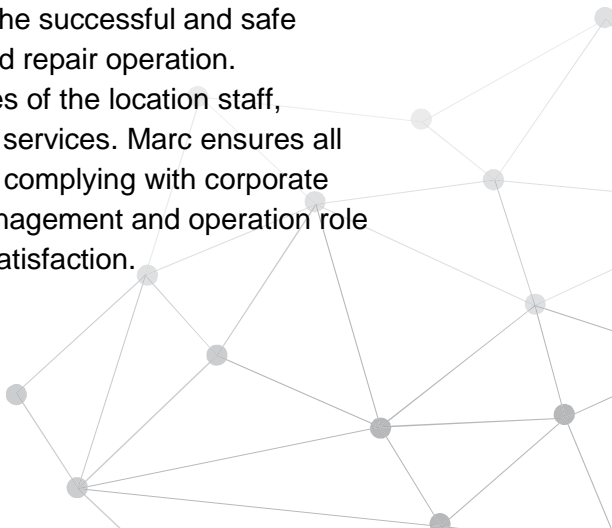 he successful and safe
d repair operation.
es of the location staff,
services. Marc ensures all
complying with corporate
nagement and operation role
atisfaction.